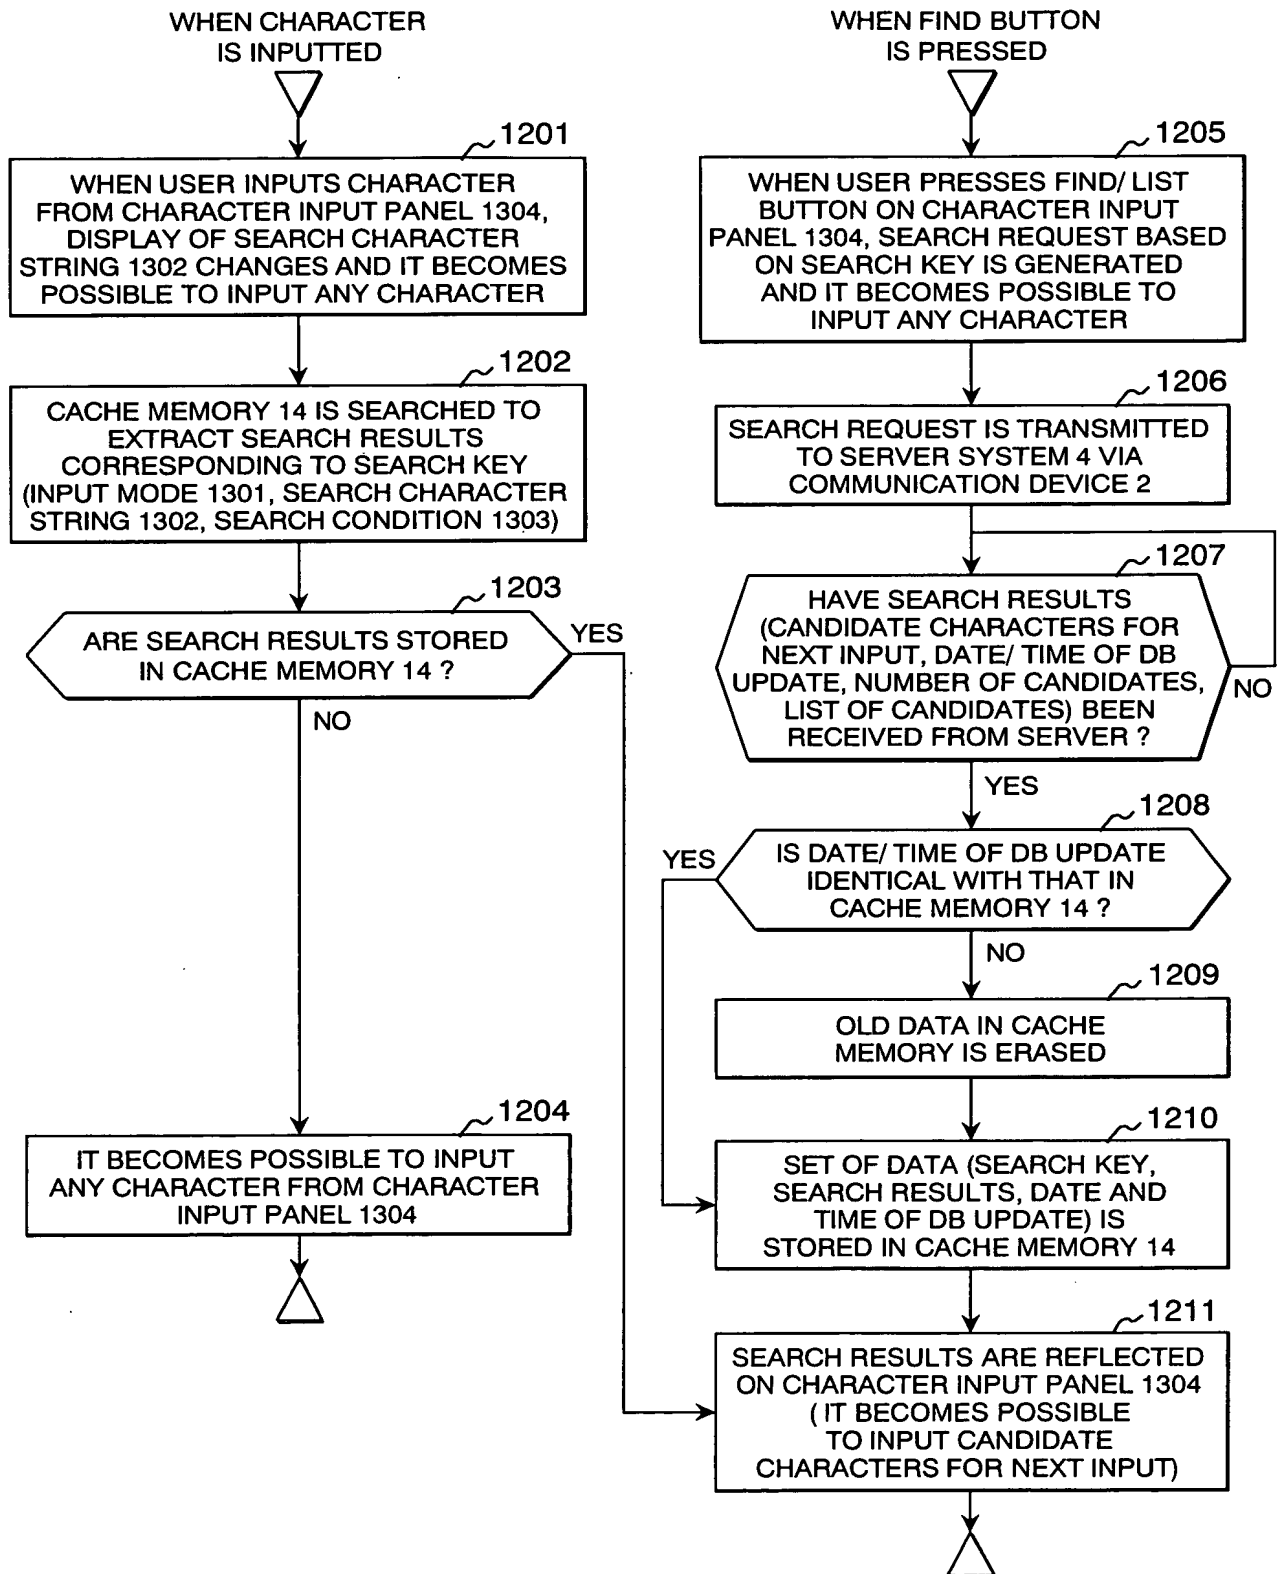 WHEN CHARACTER
IS INPUTTED
1201
WHEN USER INPUTS CHARACTER
FROM CHARACTER INPUT PANEL 1304,
DISPLAY OF SEARCH CHARACTER
STRING 1302 CHANGES AND IT BECOMES
POSSIBLE TO INPUT ANY CHARACTER
1202
CACHE MEMORY 14 IS SEARCHED TO
EXTRACT SEARCH RESULTS
CORRESPONDING TO SEARCH KEY
(INPUT MODE 1301, SEARCH CHARACTER
STRING 1302, SEARCH CONDITION 1303)
1203
ARE SEARCH RESULTS STORED
IN CACHE MEMORY 14 ?
YES
NO
1204
IT BECOMES POSSIBLE TO INPUT
ANY CHARACTER FROM CHARACTER
INPUT PANEL 1304
WHEN FIND BUTTON
IS PRESSED
1205
WHEN USER PRESSES FIND/ LIST
BUTTON ON CHARACTER INPUT
PANEL 1304, SEARCH REQUEST BASED
ON SEARCH KEY IS GENERATED
AND IT BECOMES POSSIBLE TO
INPUT ANY CHARACTER
1206
SEARCH REQUEST IS TRANSMITTED
TO SERVER SYSTEM 4 VIA
COMMUNICATION DEVICE 2
1207
HAVE SEARCH RESULTS
(CANDIDATE CHARACTERS FOR
NEXT INPUT, DATE/ TIME OF DB
UPDATE, NUMBER OF CANDIDATES,
LIST OF CANDIDATES) BEEN
RECEIVED FROM SERVER ?
NO
YES
1208
IS DATE/ TIME OF DB UPDATE
IDENTICAL WITH THAT IN
CACHE MEMORY 14 ?
YES
NO
1209
OLD DATA IN CACHE
MEMORY IS ERASED
1210
SET OF DATA (SEARCH KEY,
SEARCH RESULTS, DATE AND
TIME OF DB UPDATE) IS
STORED IN CACHE MEMORY 14
1211
SEARCH RESULTS ARE REFLECTED
ON CHARACTER INPUT PANEL 1304
( IT BECOMES POSSIBLE
TO INPUT CANDIDATE
CHARACTERS FOR NEXT INPUT)